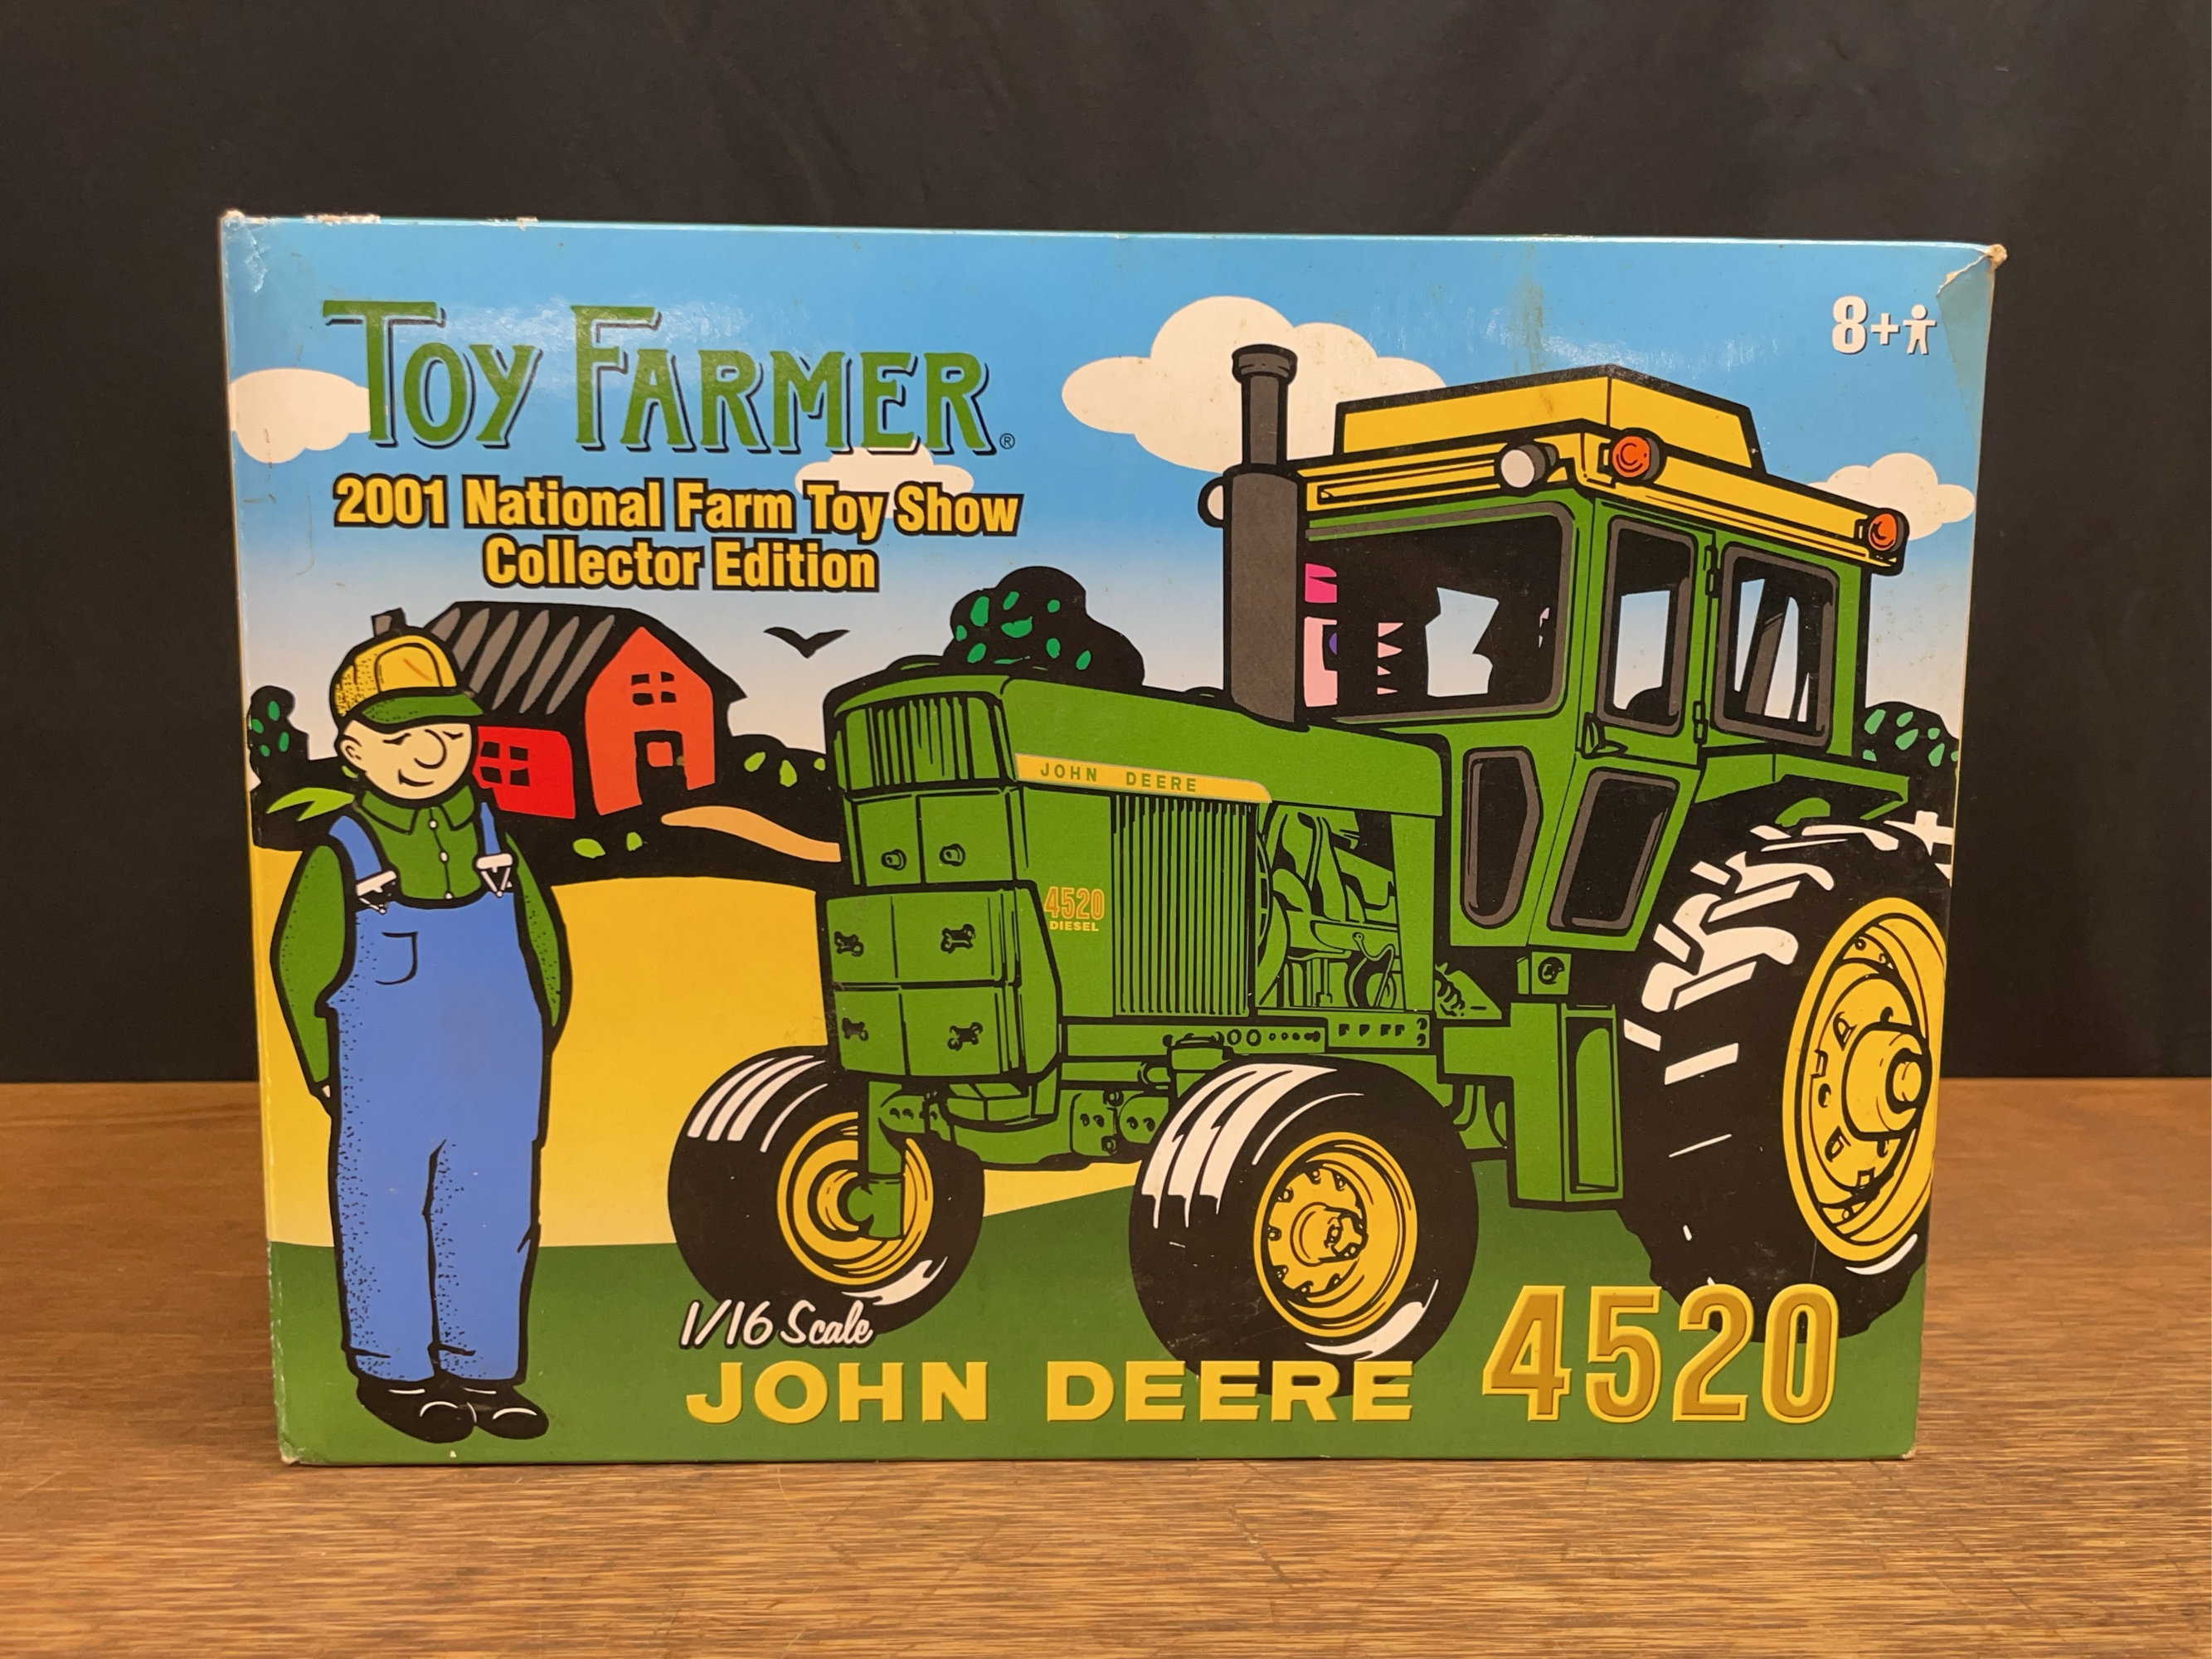 TOY FARMER®
2001 National Farm Toy Show
Collector Edition
8+
JOHN DEERE
4520
DIESEL
1/16 Scale
JOHN DEERE 4520